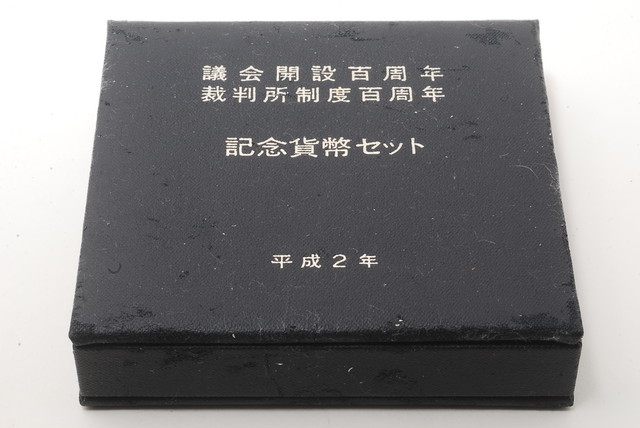 議会開設百周年
裁判所制度百周年
記念貨幣セット
平成2年